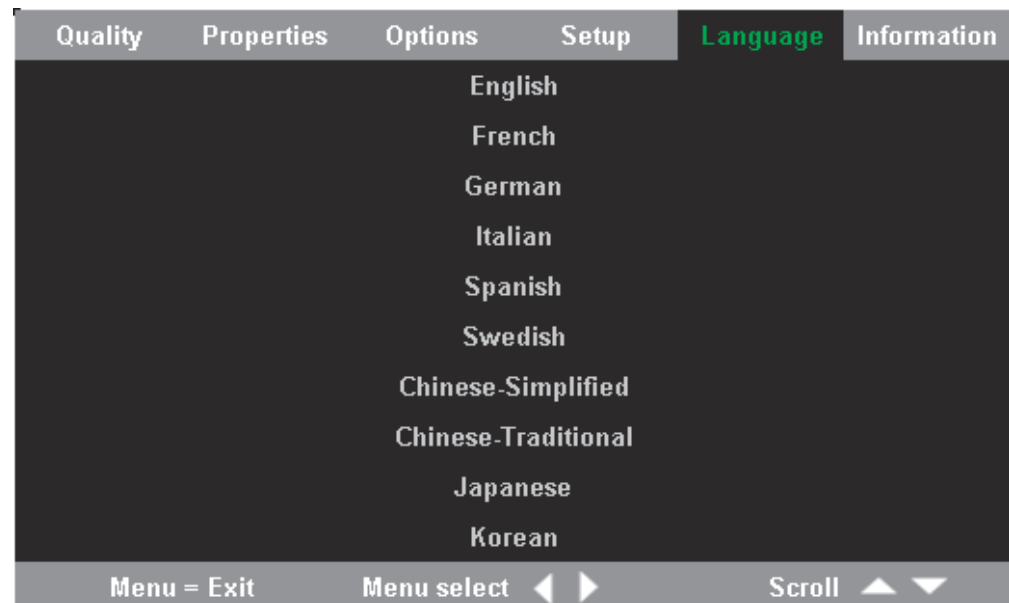 Quality Properties Options Setup Language Information
English
French
German
Italian
Spanish
Swedish
Chinese-Simplified
Chinese-Traditional
Japanese
Korean
Menu = Exit Menu select Scroll